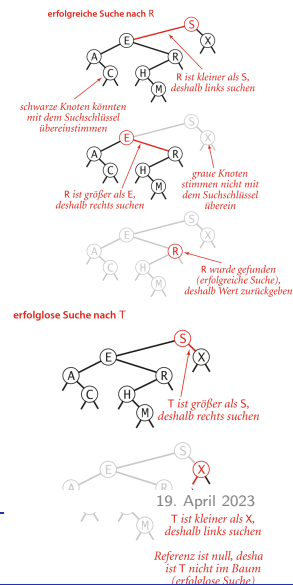 erfolgreiche Suche nach R
S
E
X
A
R
C
H
M
R ist kleiner als S,
deshalb links suchen
schwarze Knoten könnten
mit dem Suchschlüssel
übereinstimmen
S
E
X
A
R
C
H
M
R ist größer als E,
deshalb rechts suchen
graue Knoten
stimmen nicht mit
dem Suchschlüssel
überein
S
E
X
A
R
C
H
M
R wurde gefunden
(erfolgreiche Suche),
deshalb Wert zurückgeben
erfolglose Suche nach T
S
E
X
A
R
C
H
M
T ist größer als S,
deshalb rechts suchen
S
E
X
A
R
19. April 2023
M
T ist kleiner als X,
deshalb links suchen
Referenz ist null, desha
ist T nicht im Baum
(erfolglose Suche)